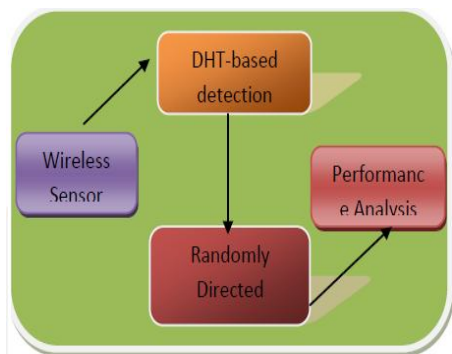 DHT-based
detection
Wireless
Sensor
Performanc
e Analysis
Randomly
Directed